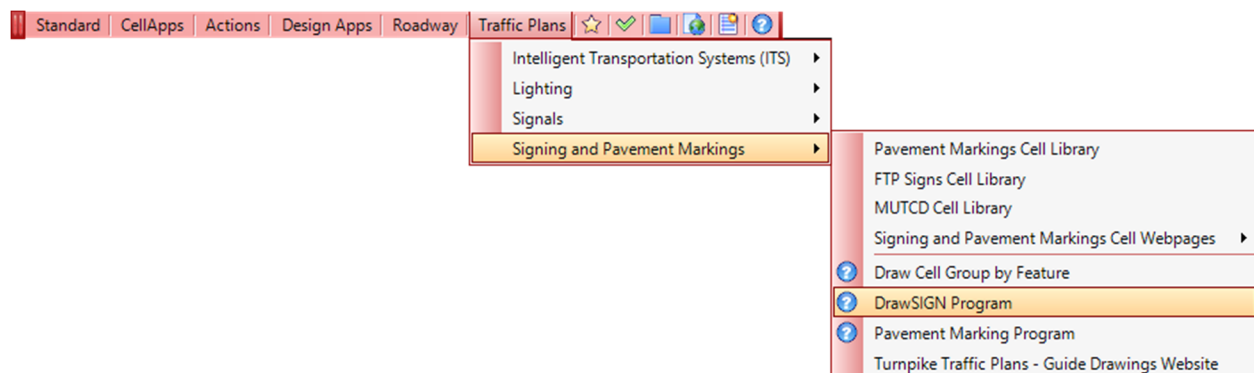 Standard CellApps Actions Design Apps Roadway Traffic Plans
Intelligent Transportation Systems (ITS)
Lighting
Signals
Signing and Pavement Markings
Pavement Markings Cell Library
FTP Signs Cell Library
MUTCD Cell Library
Signing and Pavement Markings Cell Webpages
Draw Cell Group by Feature
DrawSIGN Program
Pavement Marking Program
Turnpike Traffic Plans - Guide Drawings Website